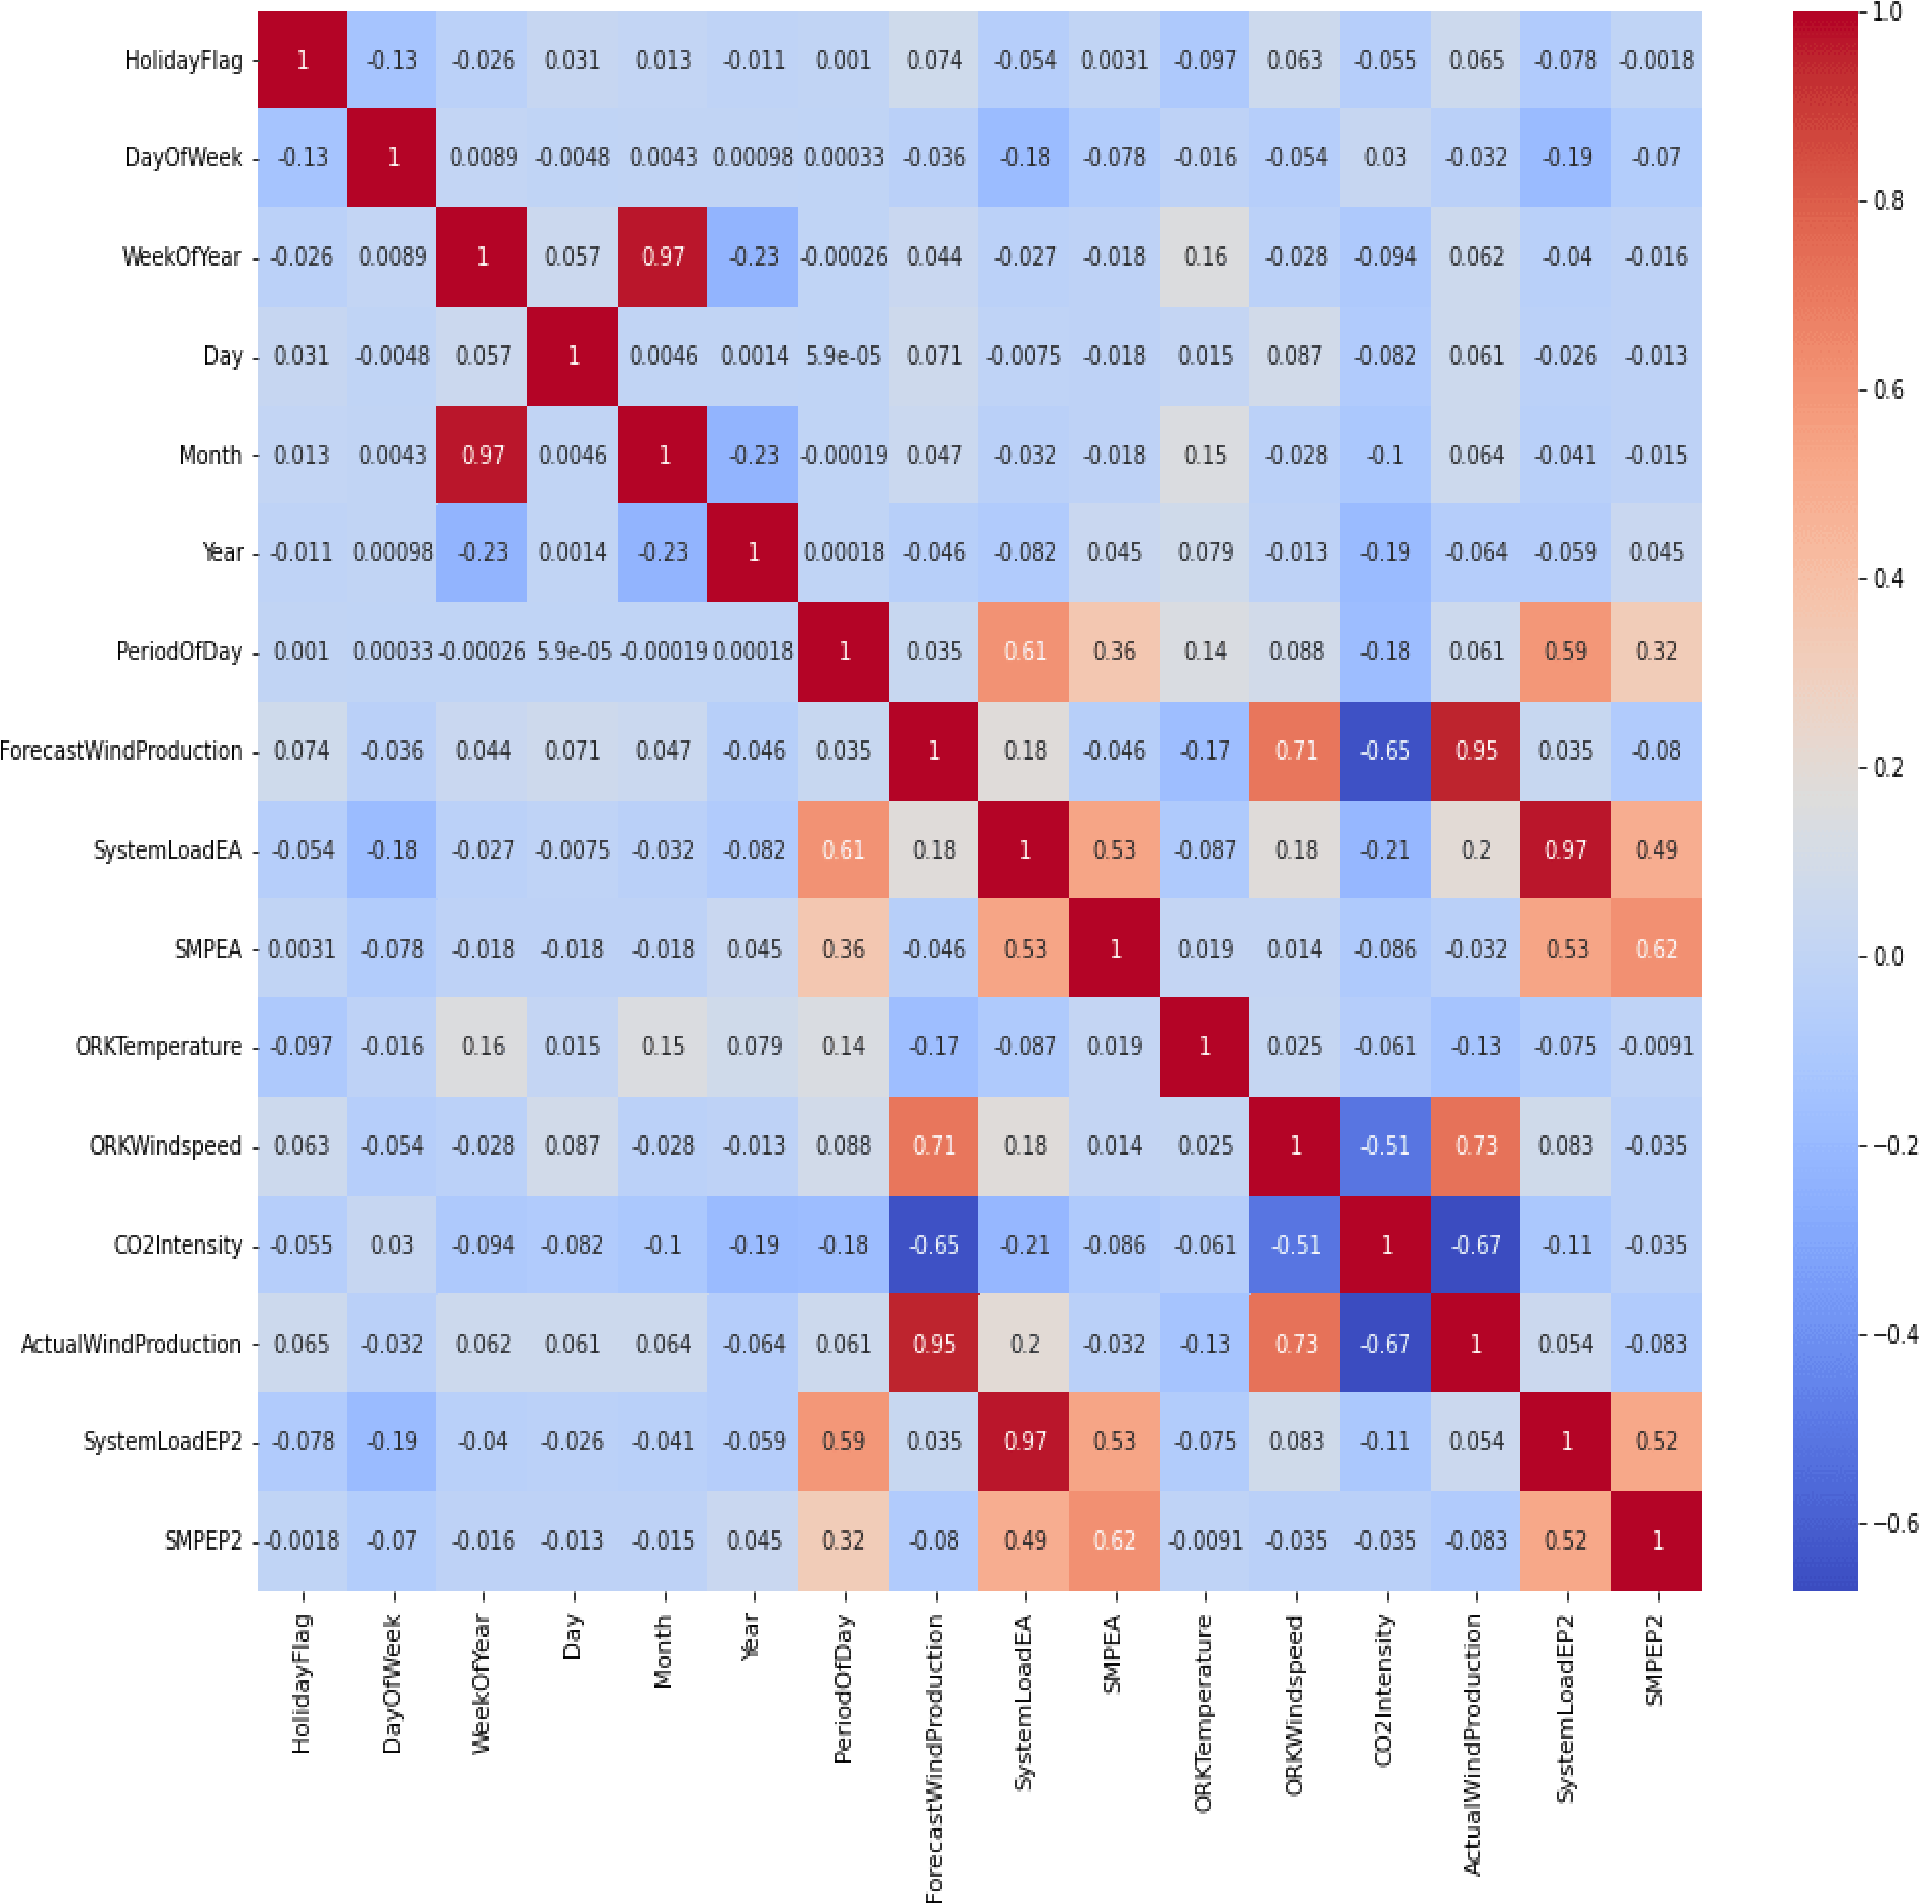 HolidayFlag 1 -0.13 -0.026 0.031 0.013 -0.011 0.001 0.074 -0.054 0.0031 -0.097 0.063 -0.055 0.065 -0.078 -0.0018
DayOfWeek -0.13 1 0.0089 -0.0048 0.0043 0.00098 0.00033 -0.036 -0.18 -0.078 -0.016 -0.054 0.03 -0.032 -0.19 -0.07
WeekOfYear -0.026 0.0089 1 0.057 0.97 -0.23 -0.00026 0.044 -0.027 -0.018 0.16 -0.028 -0.094 0.062 -0.04 -0.016
Day 0.031 -0.0048 0.057 1 0.0046 0.0014 5.9e-05 0.071 -0.0075 -0.018 0.015 0.087 -0.082 0.061 -0.026 -0.013
Month 0.013 0.0043 0.97 0.0046 1 -0.23 -0.00019 0.047 -0.032 -0.018 0.15 -0.028 -0.1 0.064 -0.041 -0.015
Year -0.011 0.00098 -0.23 0.0014 -0.23 1 0.00018 -0.046 -0.082 0.045 0.079 -0.013 -0.19 -0.064 -0.059 0.045
PeriodOfDay 0.001 0.00033 -0.00026 5.9e-05 -0.00019 0.00018 1 0.035 0.61 0.36 0.14 0.088 -0.18 0.061 0.59 0.32
ForecastWindProduction 0.074 -0.036 0.044 0.071 0.047 -0.046 0.035 1 0.18 -0.046 -0.17 0.71 -0.65 0.95 0.035 -0.08
SystemLoadEA -0.054 -0.18 -0.027 -0.0075 -0.032 -0.082 0.61 0.18 1 0.53 -0.087 0.18 -0.21 0.2 0.97 0.49
SMPEA 0.0031 -0.078 -0.018 -0.018 -0.018 0.045 0.36 -0.046 0.53 1 0.019 0.014 -0.086 -0.032 0.53 0.62
ORKTemperature -0.097 -0.016 0.16 0.015 0.15 0.079 0.14 -0.17 -0.087 0.019 1 0.025 -0.061 -0.13 -0.075 -0.0091
ORKWindspeed 0.063 -0.054 -0.028 0.087 -0.028 -0.013 0.088 0.71 0.18 0.014 0.025 1 -0.51 0.73 0.083 -0.035
CO2Intensity -0.055 0.03 -0.094 -0.082 -0.1 -0.19 -0.18 -0.65 -0.21 -0.086 -0.061 -0.51 1 -0.67 -0.11 -0.035
ActualWindProduction 0.065 -0.032 0.062 0.061 0.064 -0.064 0.061 0.95 0.2 -0.032 -0.13 0.73 -0.67 1 0.054 -0.083
SystemLoadEP2 -0.078 -0.19 -0.04 -0.026 -0.041 -0.059 0.59 0.035 0.97 0.53 -0.075 0.083 -0.11 0.054 1 0.52
SMPEP2 -0.0018 -0.07 -0.016 -0.013 -0.015 0.045 0.32 -0.08 0.49 0.62 -0.0091 -0.035 -0.035 -0.083 0.52 1
HolidayFlag
DayOfWeek
WeekOfYear
Day
Month
Year
PeriodOfDay
ForecastWindProduction
SystemLoadEA
SMPEA
ORKTemperature
ORKWindspeed
CO2Intensity
ActualWindProduction
SystemLoadEP2
SMPEP2
1.0
0.8
0.6
0.4
0.2
0.0
−0.2
−0.4
−0.6